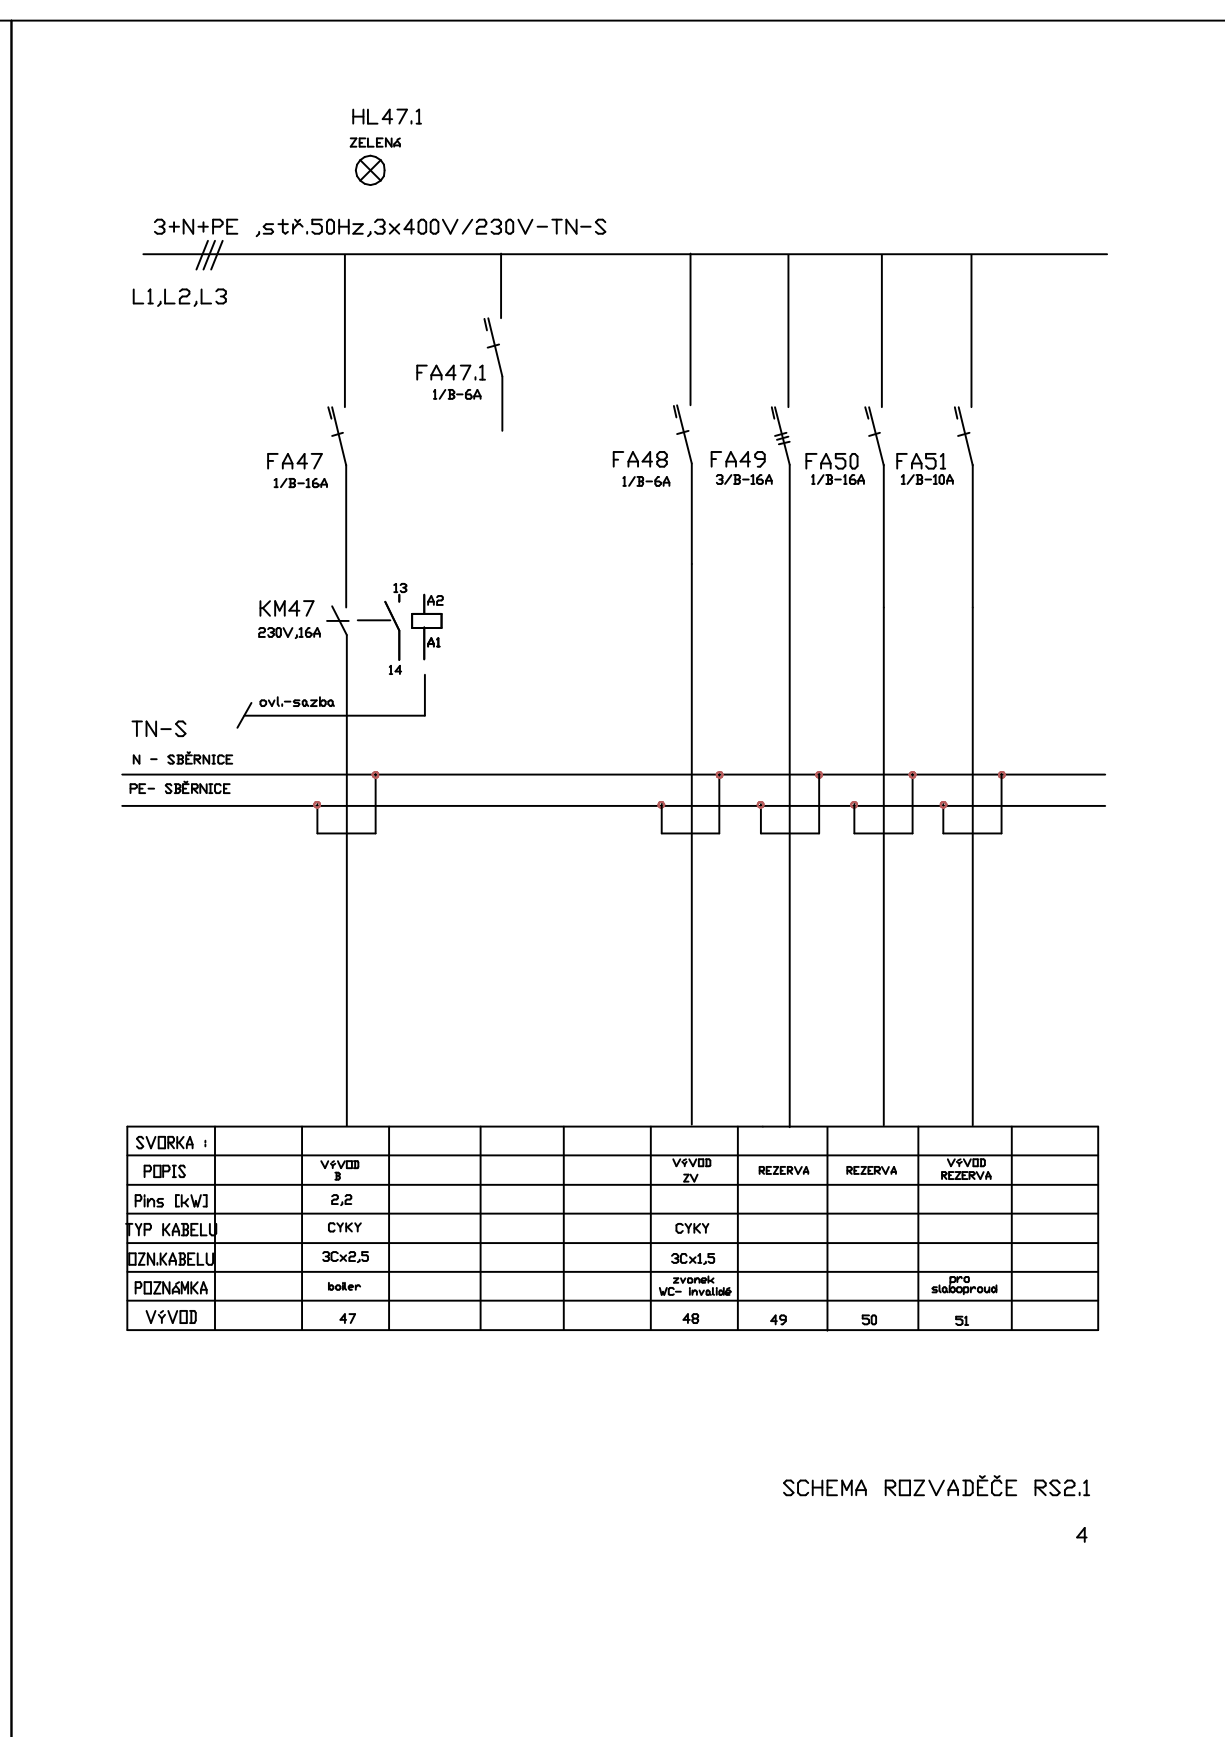 HL47.1
ZELENÁ
3+N+PE ,stř.50Hz,3x400V/230V-TN-S
L1,L2,L3
FA47.1
1/B-6A
FA47
1/B-16A
FA48
1/B-6A
FA49
3/B-16A
FA50
1/B-16A
FA51
1/B-10A
KM47
230V,16A
13
14
A2
A1
ovl.-sazba
TN-S
N - SBĚRNICE
PE- SBĚRNICE
SVORKA :
POPIS VÝVOD B VÝVOD ZV REZERVA REZERVA VÝVOD REZERVA
Pins [kW] 2,2
TYP KABELU CYKY CYKY
OZN.KABELU 3Cx2,5 3Cx1,5
POZNÁMKA boiler zvonek WC- invalidé pro slaboproud
VÝVOD 47 48 49 50 51
SCHEMA ROZVADĚČE RS2.1
4